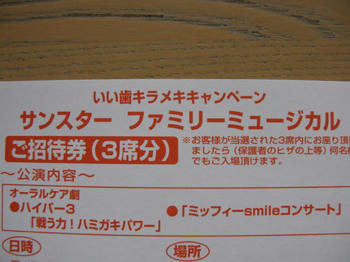 いい歯キラメキキャンペーン
サンスター ファミリーミュージカル
ご招待券(3席分)
※お客様が当選された3席内にお座り頂
ましたら(保護者のヒザの上等)何名
でもご入場頂けます。
～公演内容～
オーラルケア劇
●ハイパー3
「戦う力!ハミガキパワー」
●「ミッフィーsmileコンサート」
日時
場所